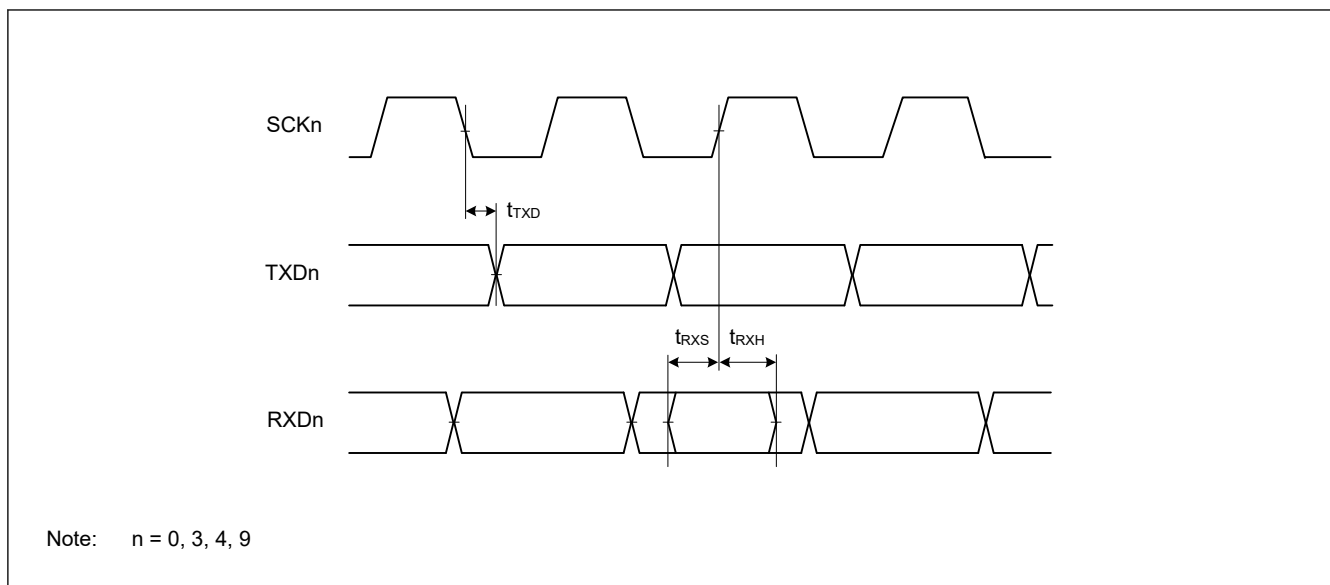 SCKn
tTXD
TXDn
tRXS tRXH
RXDn
Note: n = 0, 3, 4, 9